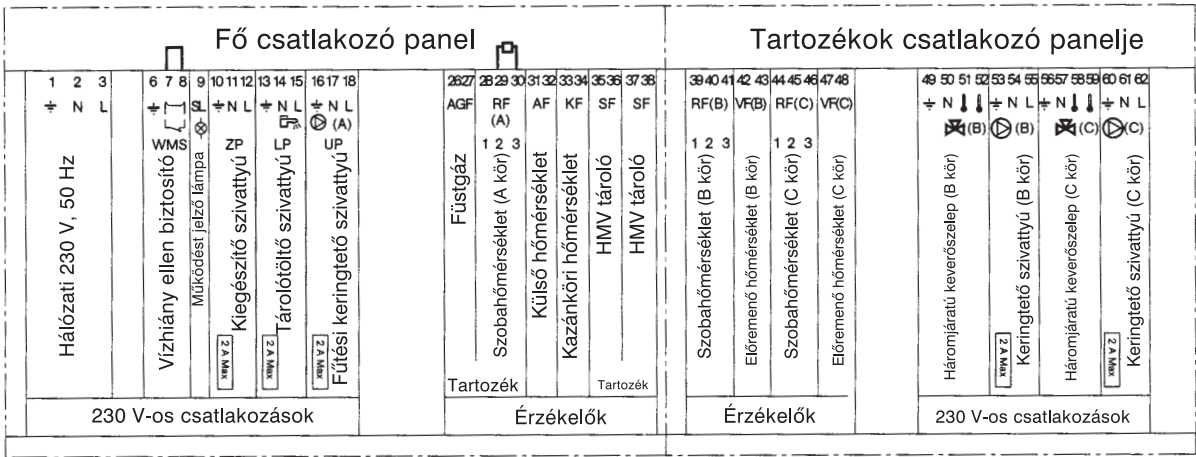 Fő csatlakozó panel
Tartozékok csatlakozó panelje
1 2 3
6 7 8 9 10 11 12 13 14 15 16 17 18
26 27 28 29 30 31 32 33 34 35 36 37 38
39 40 41 42 43 44 45 46 47 48
49 50 51 52 53 54 55 56 57 58 59 60 61 62
N L
SL N L N L N L
AGF RF AF KF SF SF
RF(B) VF(B) RF(C) VF(C)
N N L N N L
(A)
(A)
(B) (B) (C) (C)
WMS ZP LP UP
1 2 3
1 2 3 1 2 3
Hálózati 230 V, 50 Hz
Vízhiány ellen biztosító
Működést jelző lámpa
Kiegészítő szivattyú
2 A Max
Tárolótöltő szivattyú
2 A Max
Fűtési keringtető szivattyú
2 A Max
Füstgáz
Szobahőmérséklet (A kör)
Külső hőmérséklet
Kazánköri hőmérséklet
HMV tároló
HMV tároló
Szobahőmérséklet (B kör)
Előremenő hőmérséklet (B kör)
Szobahőmérséklet (C kör)
Előremenő hőmérséklet (C kör)
Háromjáratú keverőszelep (B kör)
Keringtető szivattyú (B kör)
2 A Max
Háromjáratú keverőszelep (C kör)
Keringtető szivattyú (C kör)
2 A Max
Tartozék
Tartozék
230 V-os csatlakozások
Érzékelők
Érzékelők
230 V-os csatlakozások